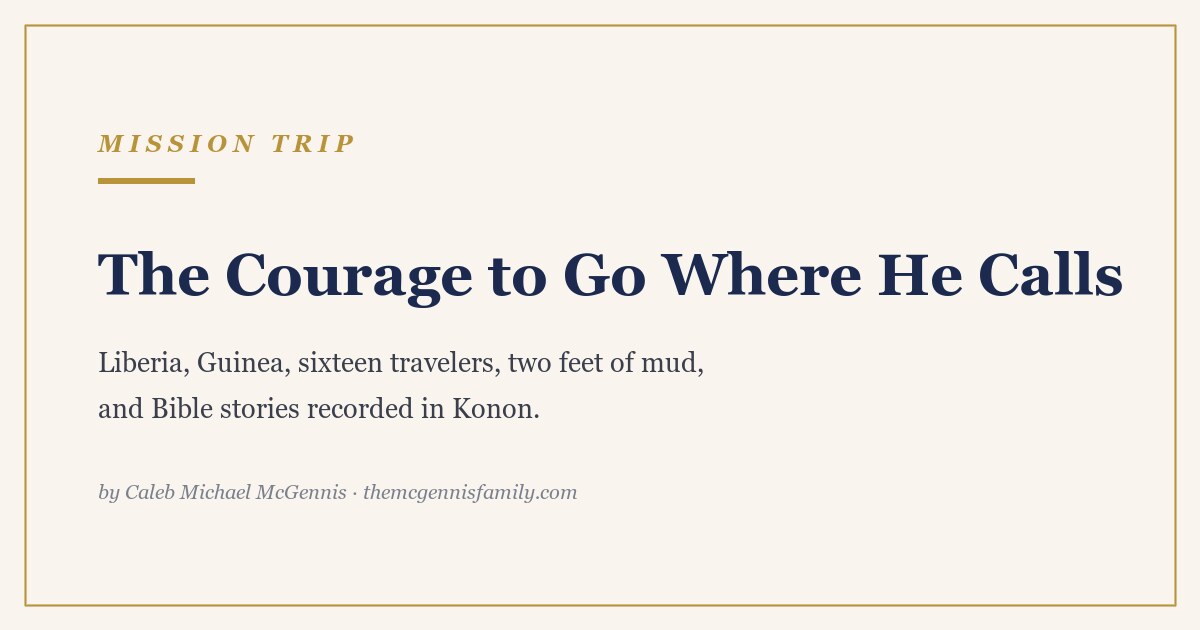 MISSION TRIP
The Courage to Go Where He Calls
Liberia, Guinea, sixteen travelers, two feet of mud,
and Bible stories recorded in Konon.
by Caleb Michael McGennis · themcgennisfamily.com